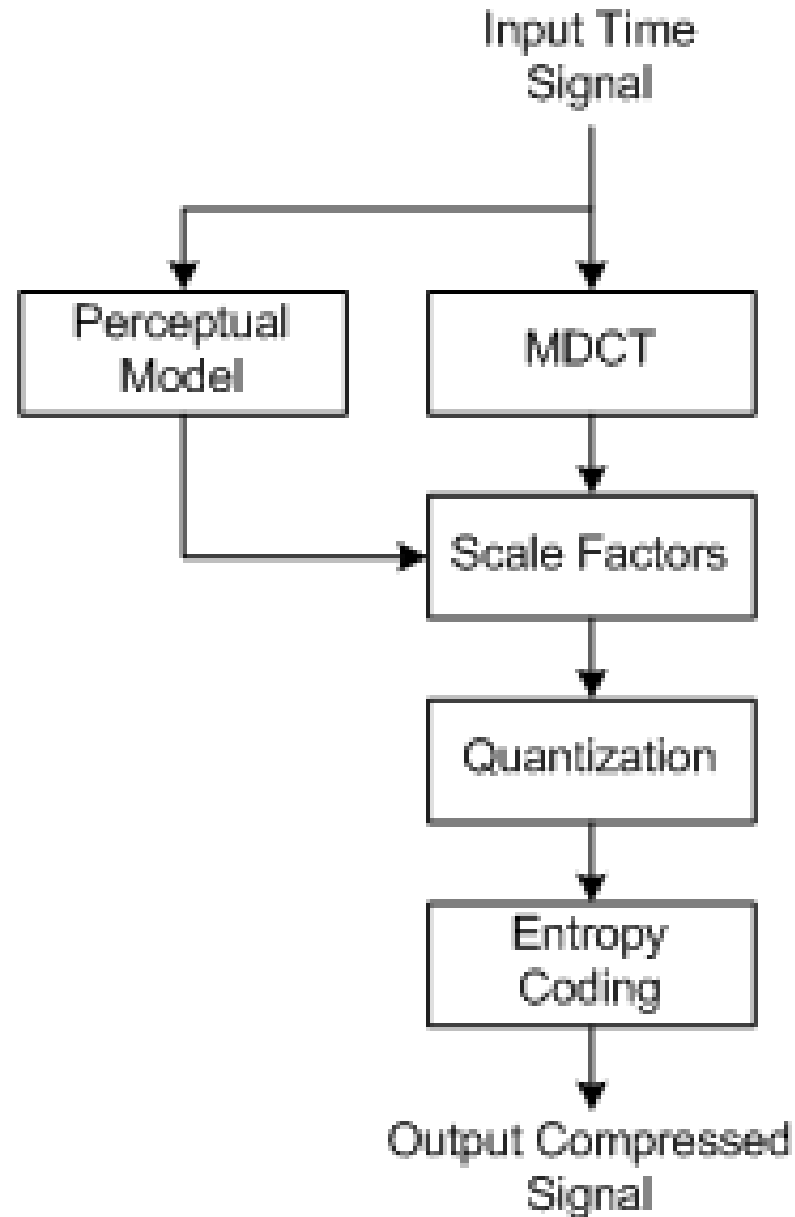 Input Time
Signal
Perceptual
Model
MDCT
Scale Factors
Quantization
Entropy
Coding
Output Compressed
Signal